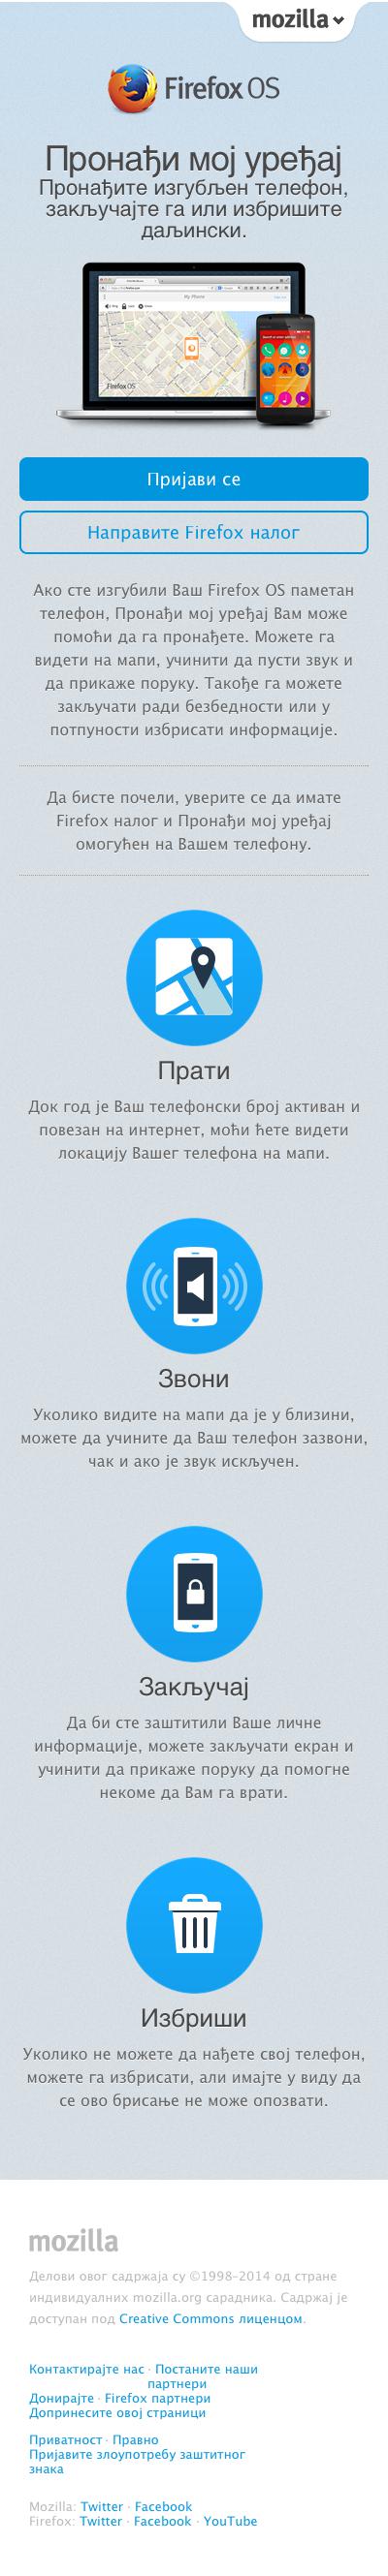 mozilla
Firefox OS
Пронађи мој уређај
Пронађите изгубљен телефон,
закључајте га или избришите
даљински.
My Phone
Firefox OS
Пријави се
Направите Firefox налог
Ако сте изгубили Ваш Firefox OS паметан
телефон, Пронађи мој уређај Вам може
помоћи да га пронађете. Можете га
видети на мапи, учинити да пусти звук и
да прикаже поруку. Такође га можете
закључати ради безбедности или у
потпуности избрисати информације.
Да бисте почели, уверите се да имате
Firefox налог и Пронађи мој уређај
омогућен на Вашем телефону.
Прати
Док год је Ваш телефонски број активан и
повезан на интернет, моћи ћете видети
локацију Вашег телефона на мапи.
Звони
Уколико видите на мапи да је у близини,
можете да учините да Ваш телефон зазвони,
чак и ако је звук искључен.
Закључај
Да би сте заштитили Ваше личне
информације, можете закључати екран и
учинити да прикаже поруку да помогне
некоме да Вам га врати.
Избриши
Уколико не можете да нађете свој телефон,
можете га избрисати, али имајте у виду да
се ово брисање не може опозвати.
mozilla
Делови овог садржаја су ©1998–2014 од стране
индивидуалних mozilla.org сарадника. Садржај је
доступан под Creative Commons лиценцом.
Контактирајте нас · Постаните наши
партнери
Донирајте · Firefox партнери
Допринесите овој страници
Приватност · Правно
Пријавите злоупотребу заштитног
знака
Mozilla: Twitter · Facebook
Firefox: Twitter · Facebook · YouTube